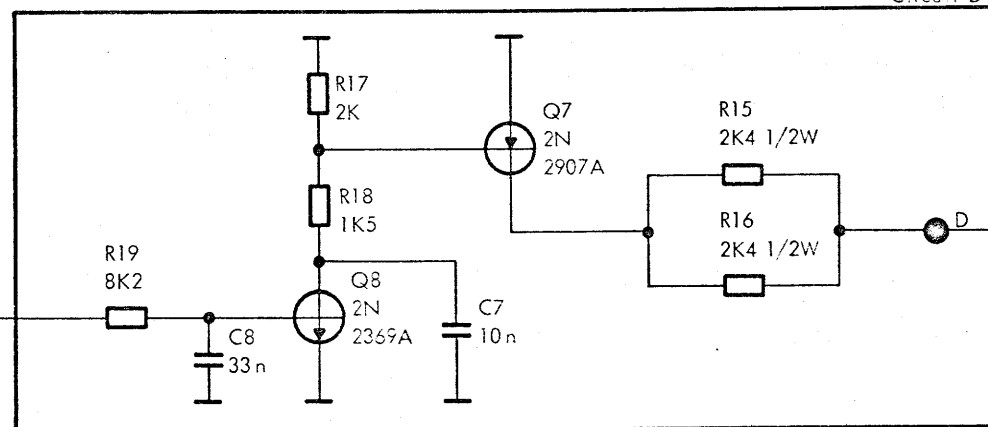 R17
2K
Q7
2N
2907A
R15
2K4 1/2W
R18
1K5
R16
2K4 1/2W
D
R19
8K2
Q8
2N
2369A
C7
10n
C8
33n